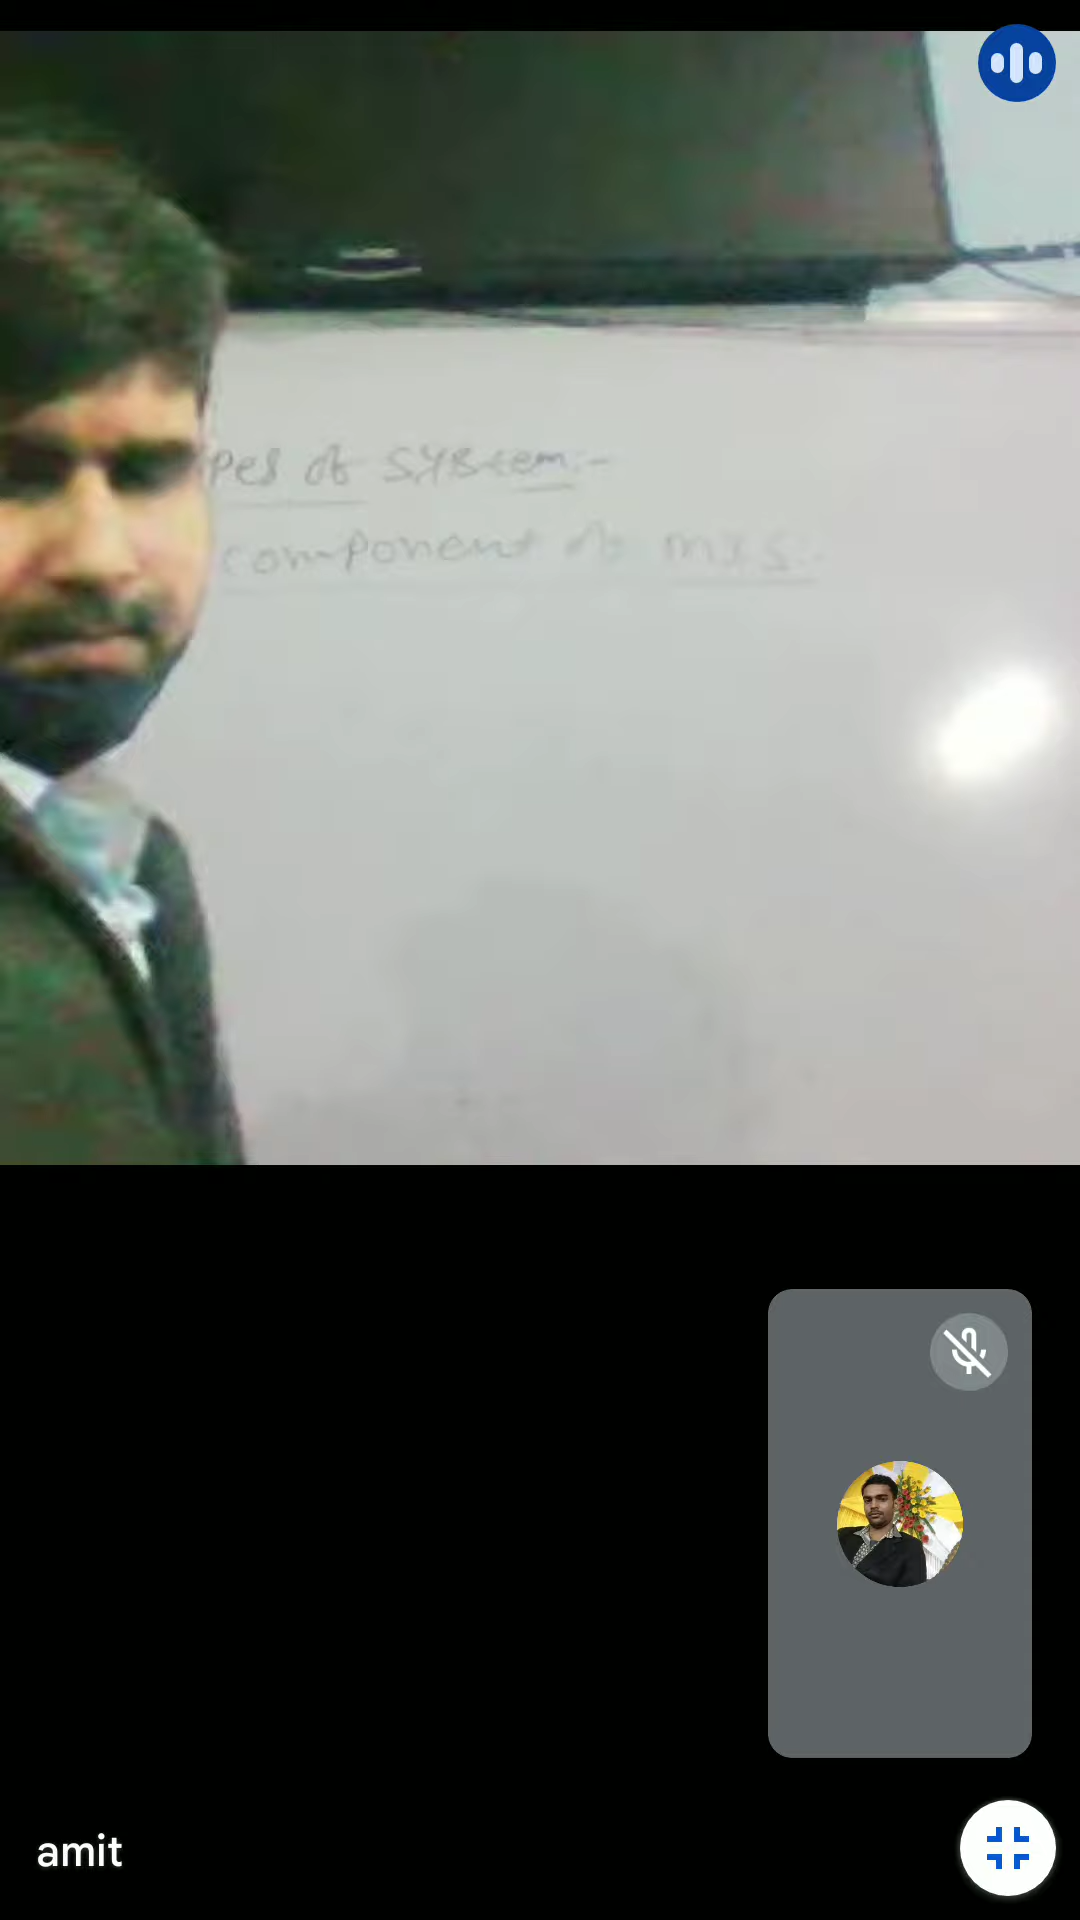 pes of system:-
component of MIS:-
amit